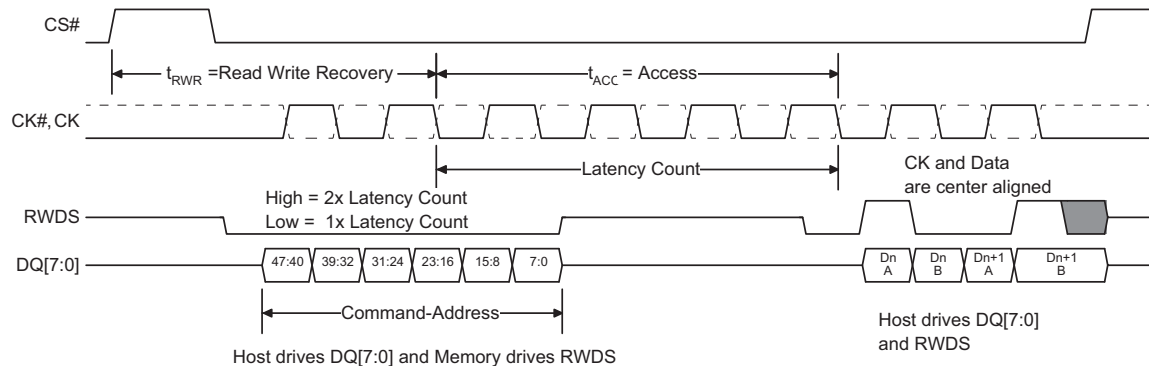 CS#
tRWR =Read Write Recovery
tACC = Access
CK#, CK
Latency Count
CK and Data
are center aligned
High = 2x Latency Count
Low = 1x Latency Count
RWDS
DQ[7:0]
47:40 39:32 31:24 23:16 15:8 7:0
Dn A
Dn B
Dn+1 A
Dn+1 B
Command-Address
Host drives DQ[7:0]
and RWDS
Host drives DQ[7:0] and Memory drives RWDS